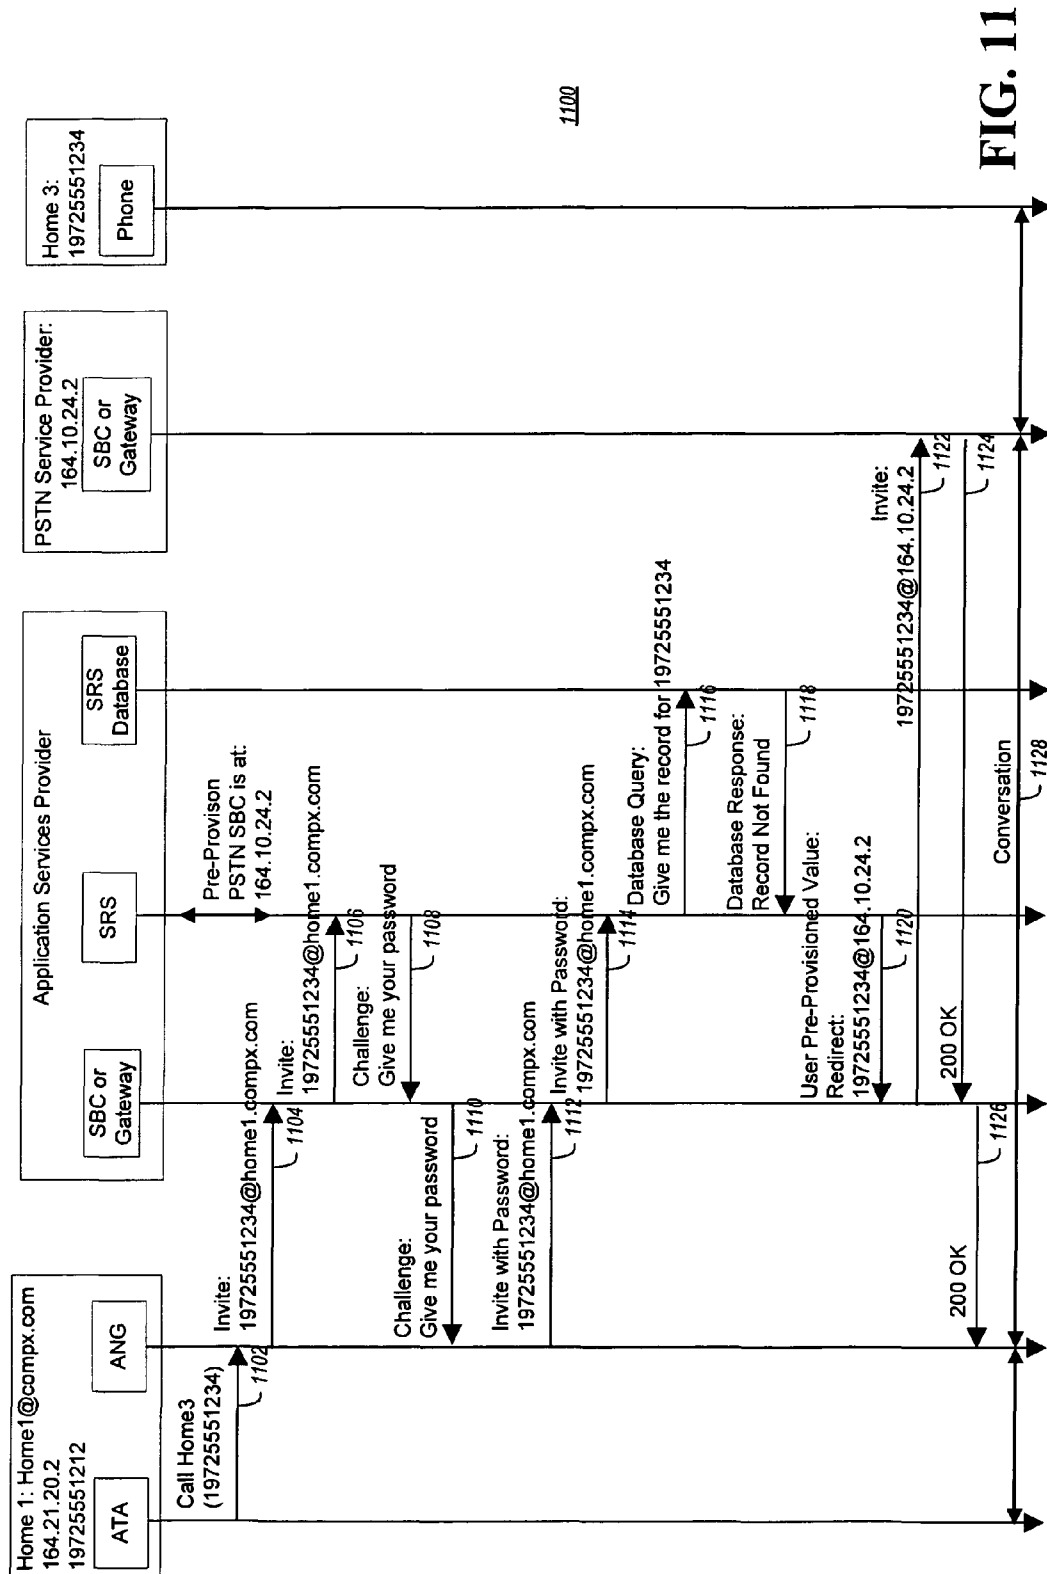 Home 1: Home1@compx.com
164.21.20.2
19725551212
ATA
ANG
Application Services Provider
SBC or
Gateway
SRS
SRS
Database
PSTN Service Provider:
164.10.24.2
SBC or
Gateway
Home 3:
19725551234
Phone
Pre-Provison
PSTN SBC is at:
164.10.24.2
Call Home3
(19725551234)
1102
Invite:
19725551234@home1.compx.com
1104
Invite:
19725551234@home1.compx.com
1106
Challenge:
Give me your password
1108
Challenge:
Give me your password
1110
Invite with Password:
19725551234@home1.compx.com
1112
Invite with Password:
19725551234@home1.compx.com
1114
Database Query:
Give me the record for 19725551234
1116
Database Response:
Record Not Found
1118
User Pre-Provisioned Value:
Redirect:
19725551234@164.10.24.2
1120
Invite:
19725551234@164.10.24.2
1122
200 OK
1124
200 OK
1126
Conversation
1128
1100
FIG. 11